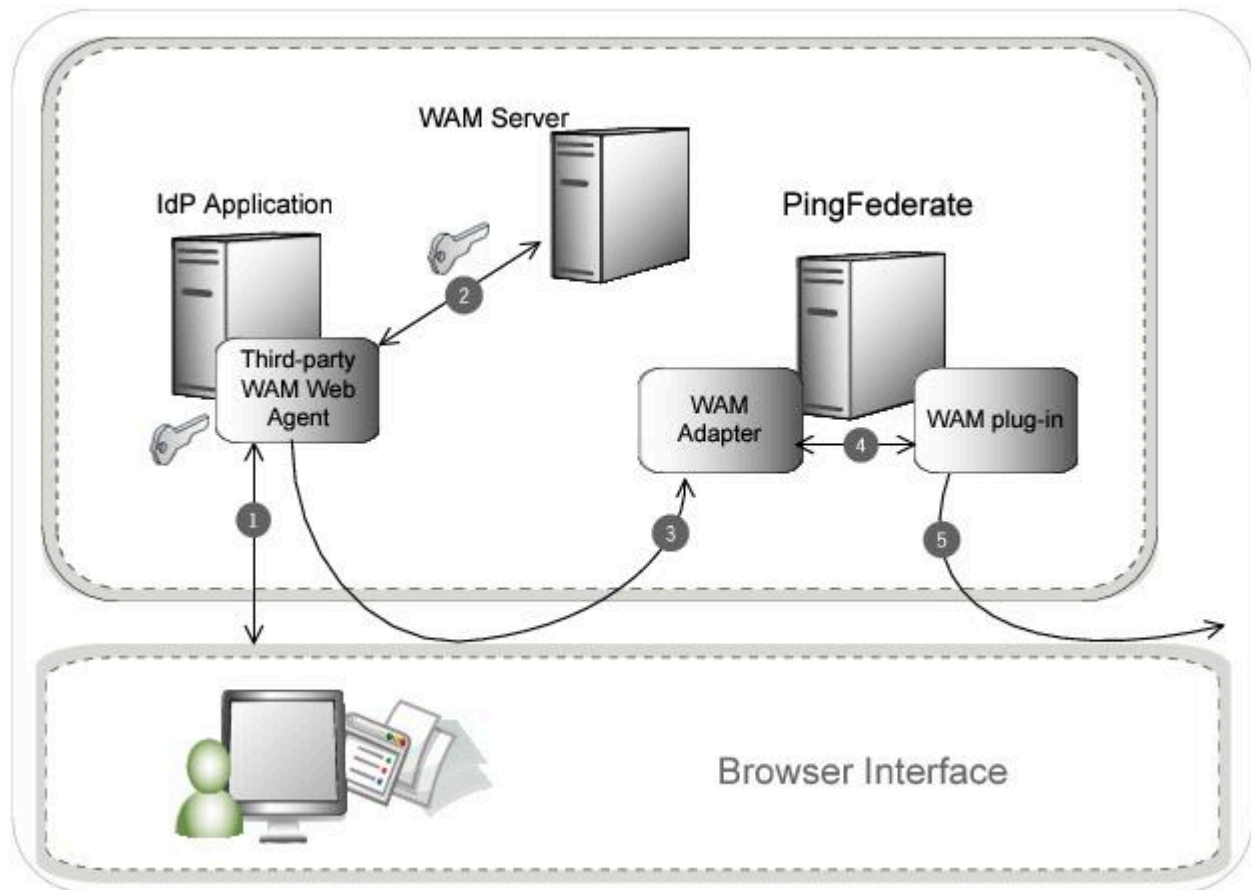 WAM Server
IdP Application
PingFederate
2
Third-party
WAM Web
Agent
WAM
Adapter
4
WAM plug-in
1
3
5
Browser Interface